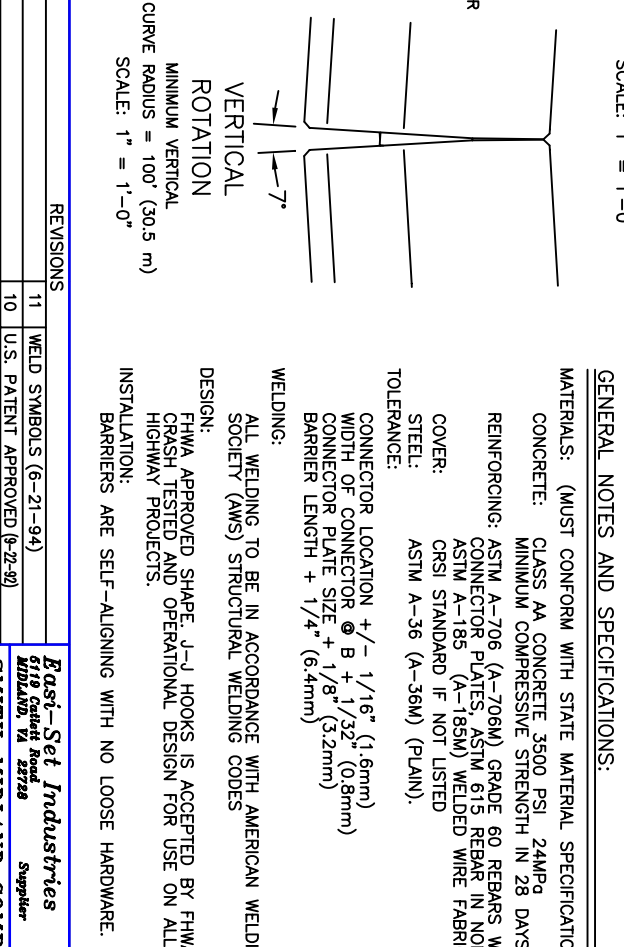 SCALE: 1" = 1'-0"
R
7°
VERTICAL
ROTATION
MINIMUM VERTICAL
CURVE RADIUS = 100' (30.5 m)
SCALE: 1" = 1'-0"
GENERAL NOTES AND SPECIFICATIONS:
MATERIALS: (MUST CONFORM WITH STATE MATERIAL SPECIFICATIO
CONCRETE: CLASS AA CONCRETE 3500 PSI 24MPa
MINIMUM COMPRESSIVE STRENGTH IN 28 DAYS
REINFORCING: ASTM A-706 (A-706M) GRADE 60 REBARS W
CONNECTOR PLATES, ASTM 615 REBAR IN NO
ASTM A-185 (A-185M) WELDED WIRE FABRI
COVER: CRSI STANDARD IF NOT LISTED
STEEL: ASTM A-36 (A-36M) (PLAIN).
TOLERANCE:
CONNECTOR LOCATION +/- 1/16" (1.6mm)
WIDTH OF CONNECTOR @ B + 1/32" (0.8mm)
CONNECTOR PLATE SIZE + 1/8" (3.2mm)
BARRIER LENGTH + 1/4" (6.4mm)
WELDING:
ALL WELDING TO BE IN ACCORDANCE WITH AMERICAN WELDI
SOCIETY (AWS) STRUCTURAL WELDING CODES
DESIGN:
FHWA APPROVED SHAPE. J-J HOOKS IS ACCEPTED BY FHW
CRASH TESTED AND OPERATIONAL DESIGN FOR USE ON ALL
HIGHWAY PROJECTS.
INSTALLATION:
BARRIERS ARE SELF-ALIGNING WITH NO LOOSE HARDWARE.
REVISIONS
11 WELD SYMBOLS (6-21-94)
10 U.S. PATENT APPROVED (9-22-92)
Easi-Set Industries
5119 Catlett Road
MIDLAND, VA 22728 Supplier